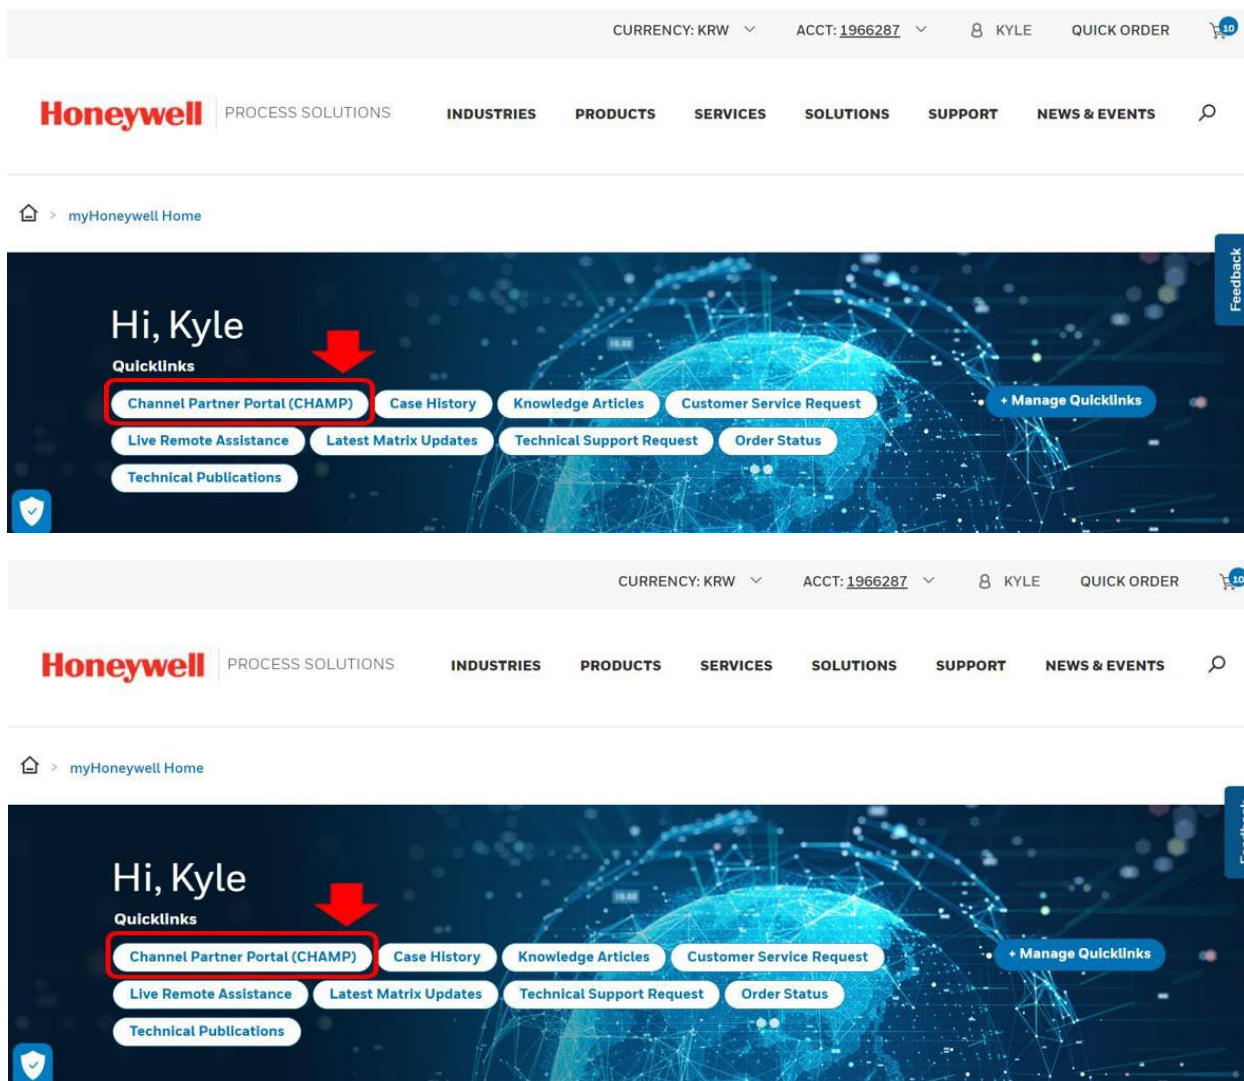 CURRENCY: KRW ACCT: 1966287 KYLE QUICK ORDER 10
Honeywell PROCESS SOLUTIONS INDUSTRIES PRODUCTS SERVICES SOLUTIONS SUPPORT NEWS & EVENTS
> myHoneywell Home
Feedback
Hi, Kyle
Quicklinks
Channel Partner Portal (CHAMP) Case History Knowledge Articles Customer Service Request + Manage Quicklinks
Live Remote Assistance Latest Matrix Updates Technical Support Request Order Status
Technical Publications
CURRENCY: KRW ACCT: 1966287 KYLE QUICK ORDER 10
Honeywell PROCESS SOLUTIONS INDUSTRIES PRODUCTS SERVICES SOLUTIONS SUPPORT NEWS & EVENTS
> myHoneywell Home
Hi, Kyle
Quicklinks
Channel Partner Portal (CHAMP) Case History Knowledge Articles Customer Service Request + Manage Quicklinks
Live Remote Assistance Latest Matrix Updates Technical Support Request Order Status
Technical Publications